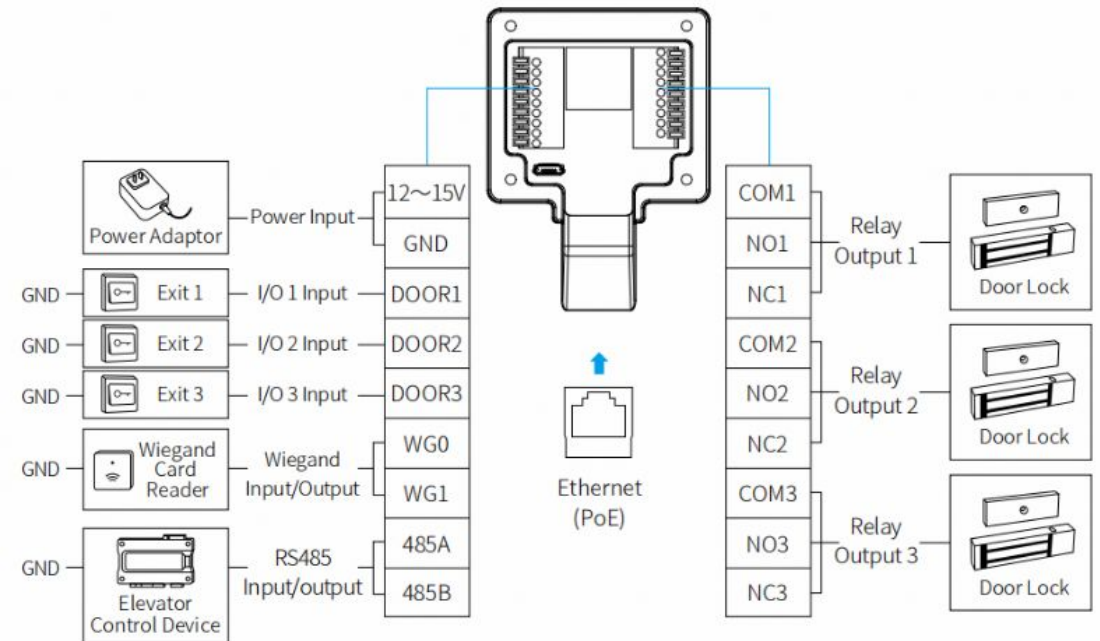 Power Adaptor
Power Input
12～15V
GND
GND
Exit 1
I/O 1 Input
DOOR1
GND
Exit 2
I/O 2 Input
DOOR2
GND
Exit 3
I/O 3 Input
DOOR3
GND
Wiegand
Card
Reader
Wiegand
Input/Output
WG0
WG1
GND
Elevator
Control Device
RS485
Input/output
485A
485B
Ethernet
(PoE)
COM1
NO1
NC1
Relay
Output 1
Door Lock
COM2
NO2
NC2
Relay
Output 2
Door Lock
COM3
NO3
NC3
Relay
Output 3
Door Lock